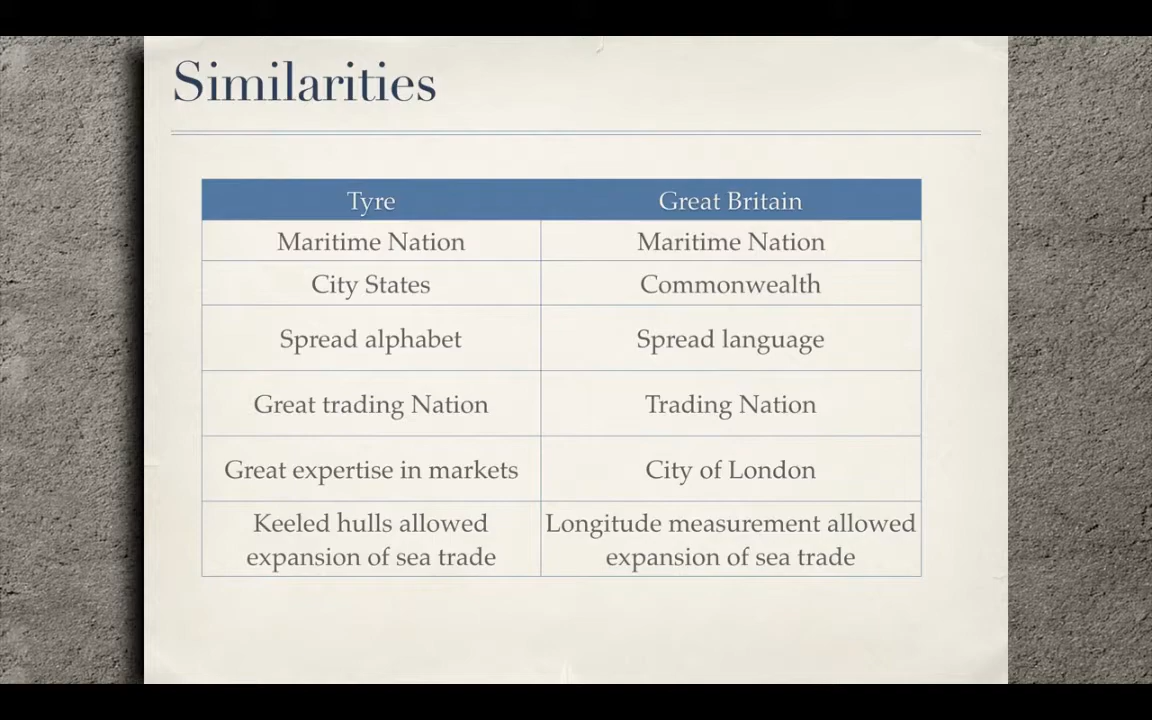 Similarities
Tyre Great Britain
Maritime Nation Maritime Nation
City States Commonwealth
Spread alphabet Spread language
Great trading Nation Trading Nation
Great expertise in markets City of London
Keeled hulls allowed Longitude measurement allowed
expansion of sea trade expansion of sea trade